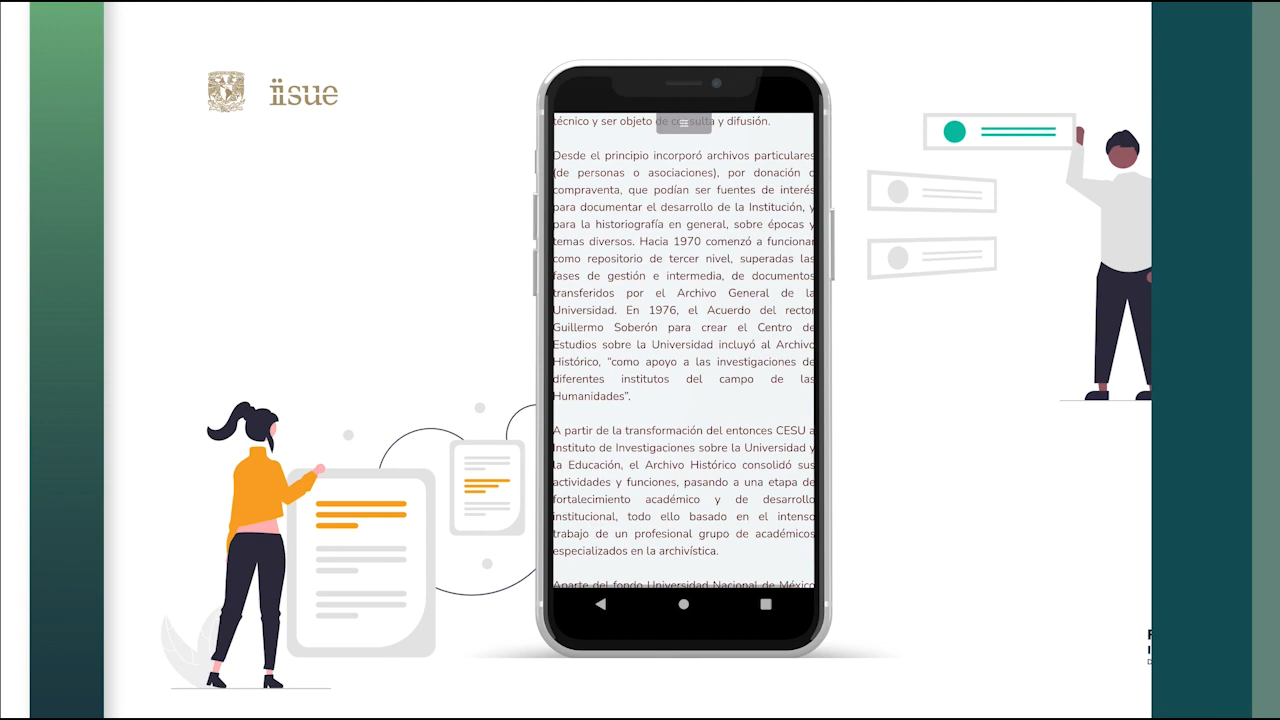 iisue
técnico y ser objeto de consulta y difusión.
Desde el principio incorporó archivos particulares
(de personas o asociaciones), por donación o
compraventa, que podían ser fuentes de interés
para documentar el desarrollo de la Institución, y
para la historiografía en general, sobre épocas y
temas diversos. Hacia 1970 comenzó a funcionar
como repositorio de tercer nivel, superadas las
fases de gestión e intermedia, de documentos
transferidos por el Archivo General de la
Universidad. En 1976, el Acuerdo del rector
Guillermo Soberón para crear el Centro de
Estudios sobre la Universidad incluyó al Archivo
Histórico, “como apoyo a las investigaciones de
diferentes institutos del campo de las
Humanidades”.
A partir de la transformación del entonces CESU a
Instituto de Investigaciones sobre la Universidad y
la Educación, el Archivo Histórico consolidó sus
actividades y funciones, pasando a una etapa de
fortalecimiento académico y de desarrollo
institucional, todo ello basado en el intenso
trabajo de un profesional grupo de académicos
especializados en la archivística.
Aparte del fondo Universidad Nacional de México